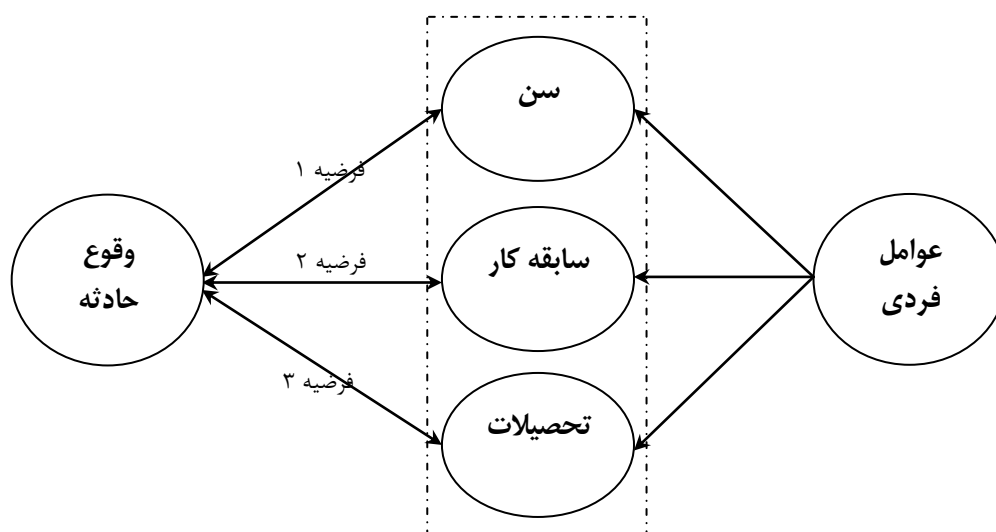 سن
فرضیه ۱
وقوع
حادثه
فرضیه ۲
سابقه کار
عوامل
فردی
فرضیه ۳
تحصیلات